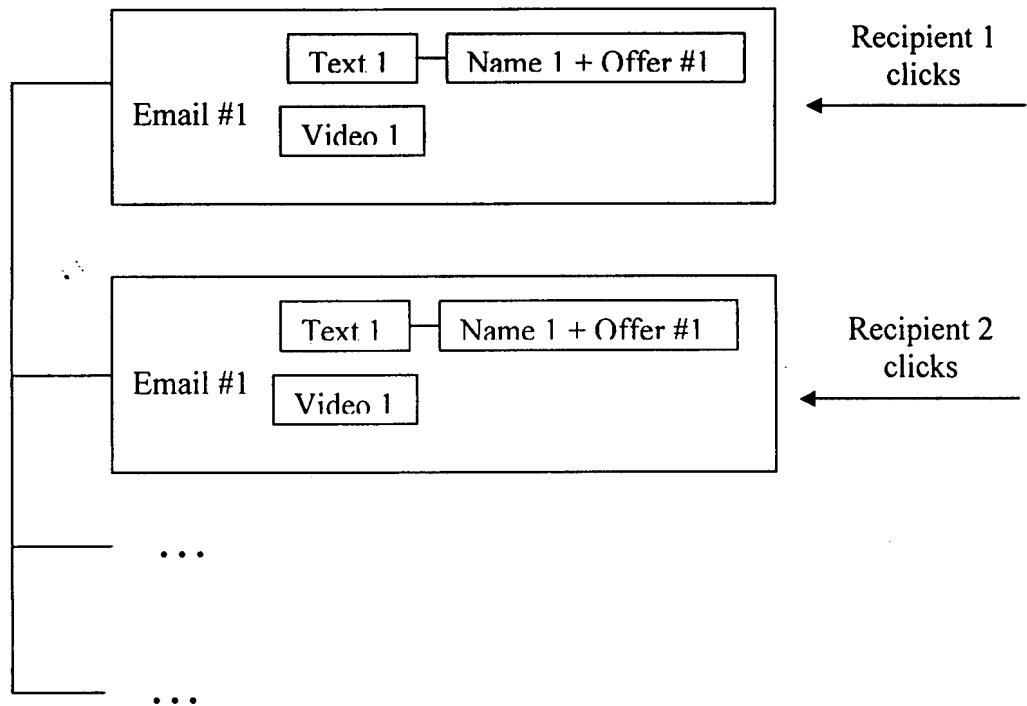 Text 1
Name 1 + Offer #1
Recipient 1
clicks
Email #1
Video 1
Text 1
Name 1 + Offer #1
Recipient 2
clicks
Email #1
Video 1
...
...